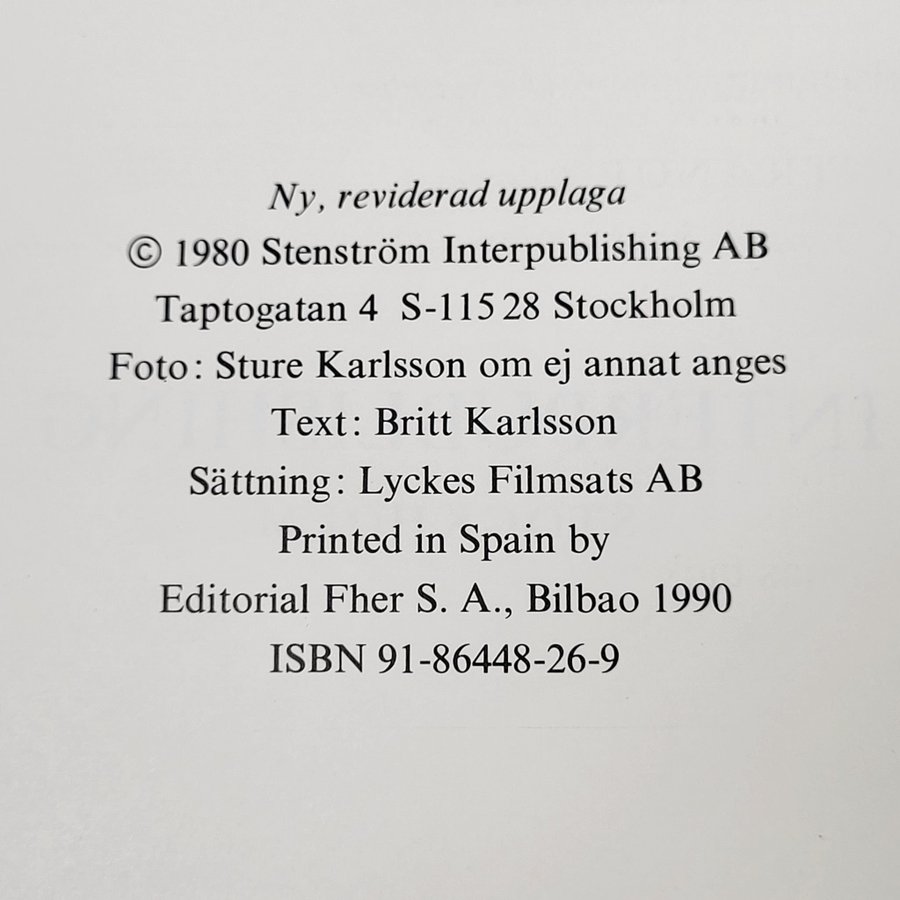 Ny, reviderad upplaga
© 1980 Stenström Interpublishing AB
Taptogatan 4 S-115 28 Stockholm
Foto: Sture Karlsson om ej annat anges
Text: Britt Karlsson
Sättning: Lyckes Filmsats AB
Printed in Spain by
Editorial Fher S. A., Bilbao 1990
ISBN 91-86448-26-9